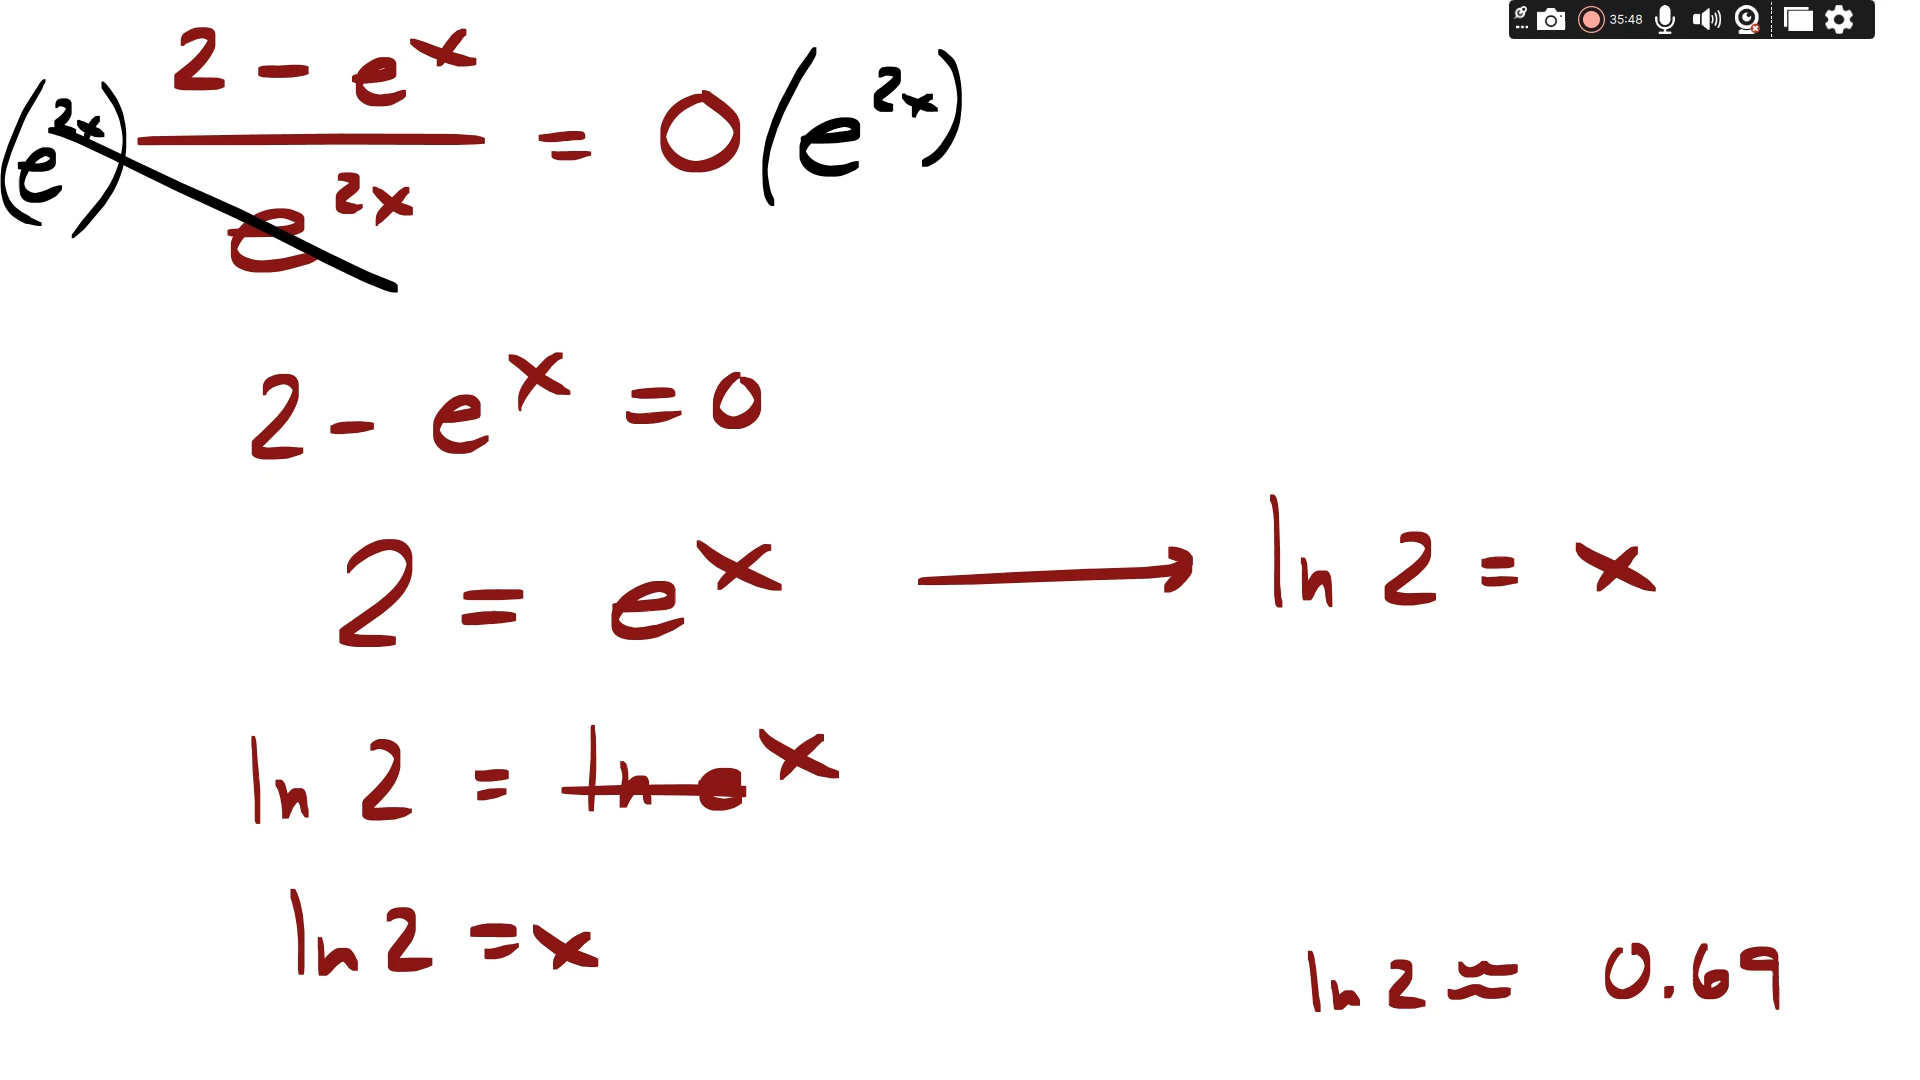 35:48
(e^{2x}) \frac{2 - e^x}{e^{2x}} = 0 (e^{2x})
2 - e^x = 0
2 = e^x → ln 2 = x
ln 2 = ln e^x
ln 2 = x
ln 2 ≈ 0.69